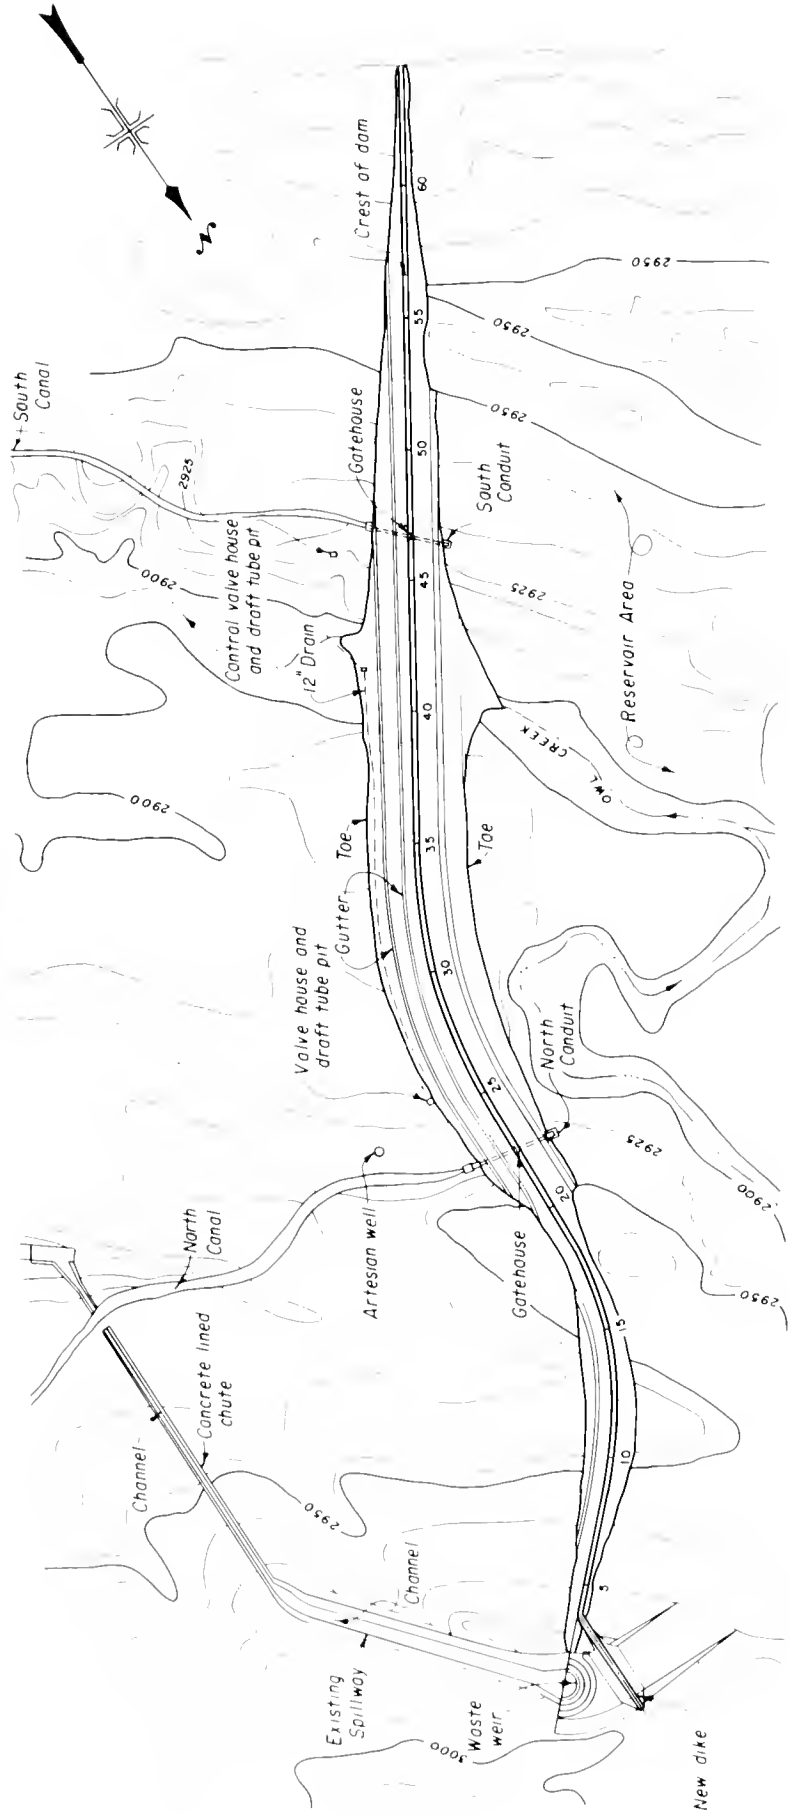 N
Crest of dam
60
2950
55
2950
2950
South
Canal
Gatehouse
50
South
Conduit
2925
2900
Control valve house
and draft tube pit
45
2925
12" Drain
40
Reservoir Area
OWL CREEK
2900
Toe
35
Toe
Gutter
Valve house and
draft tube pit
30
25
North
Conduit
2925
2900
20
2950
North
Canal
Artesian well
Gatehouse
15
10
Channel
Concrete lined
chute
2950
Channel
5
Existing
Spillway
Waste
weir
3000
New dike